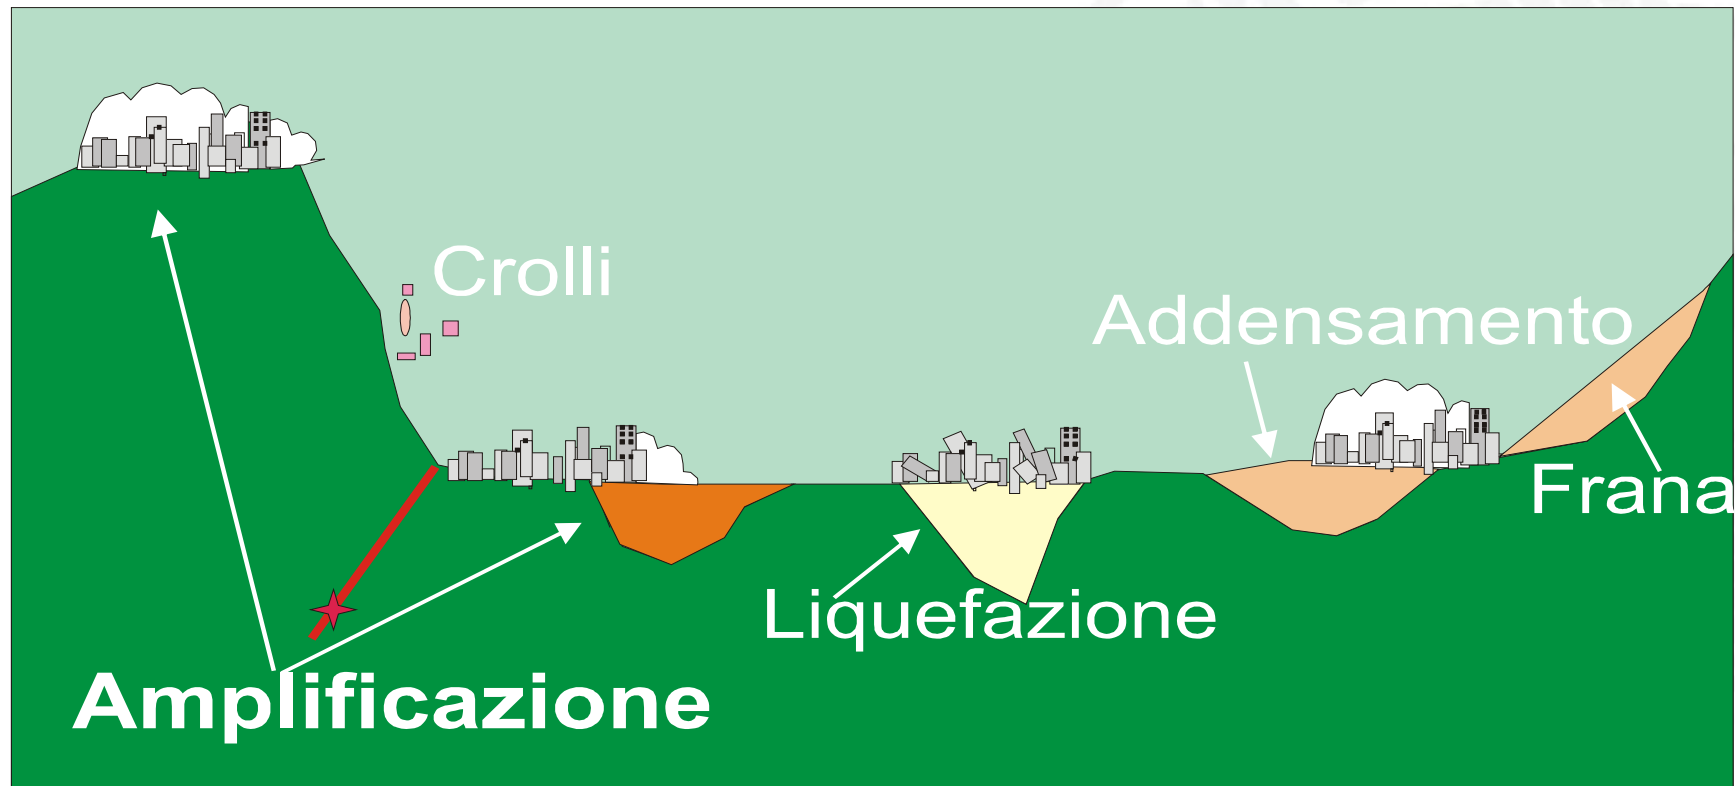 Crolli
Addensamento
Frana
Liquefazione
Amplificazione